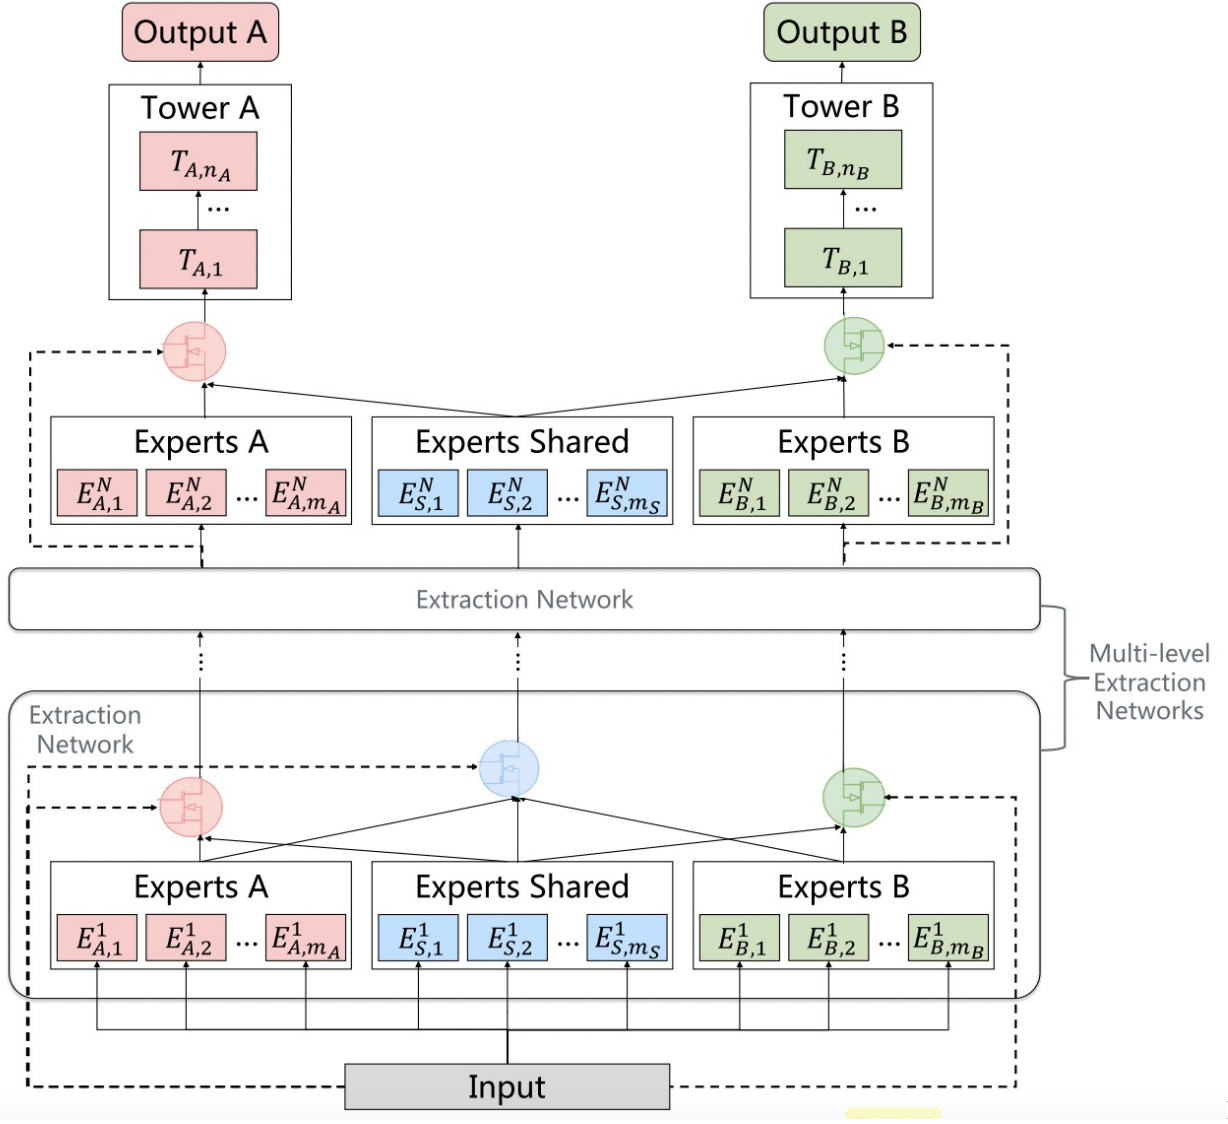 Output A
Output B
Tower A
Tower B
T_{A,n_A}
T_{B,n_B}
...
...
T_{A,1}
T_{B,1}
Experts A
Experts Shared
Experts B
E^N_{A,1} E^N_{A,2} ... E^N_{A,m_A}
E^N_{S,1} E^N_{S,2} ... E^N_{S,m_S}
E^N_{B,1} E^N_{B,2} ... E^N_{B,m_B}
Extraction Network
...
...
...
Multi-level
Extraction
Networks
Extraction
Network
Experts A
Experts Shared
Experts B
E^1_{A,1} E^1_{A,2} ... E^1_{A,m_A}
E^1_{S,1} E^1_{S,2} ... E^1_{S,m_S}
E^1_{B,1} E^1_{B,2} ... E^1_{B,m_B}
Input